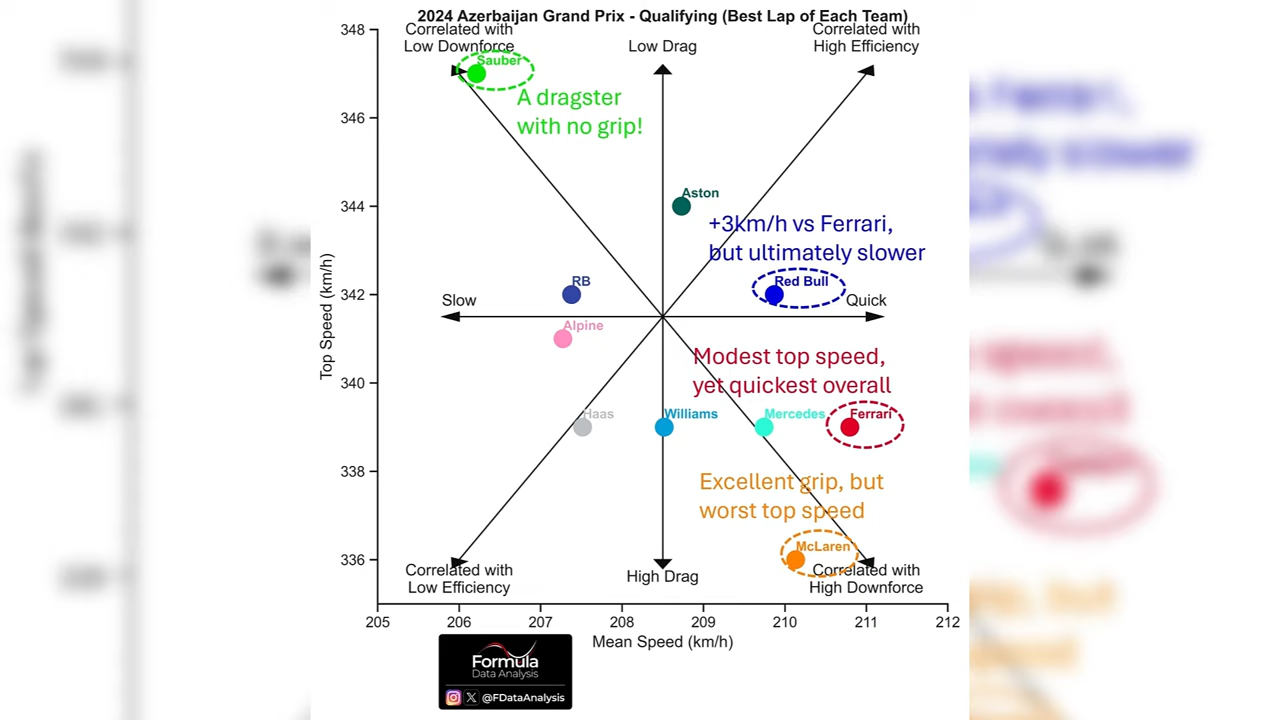 2024 Azerbaijan Grand Prix - Qualifying (Best Lap of Each Team)
348
Correlated with
Low Downforce
Low Drag
Correlated with
High Efficiency
Sauber
A dragster
with no grip!
346
Aston
344
+3km/h vs Ferrari,
but ultimately slower
RB
Red Bull
342
Slow
Quick
Alpine
Top Speed (km/h)
Modest top speed,
yet quickest overall
340
Haas
Williams
Mercedes
Ferrari
338
Excellent grip, but
worst top speed
McLaren
336
Correlated with
Low Efficiency
High Drag
Correlated with
High Downforce
205
206
207
208
209
210
211
212
Mean Speed (km/h)
Formula
Data Analysis
@FDataAnalysis